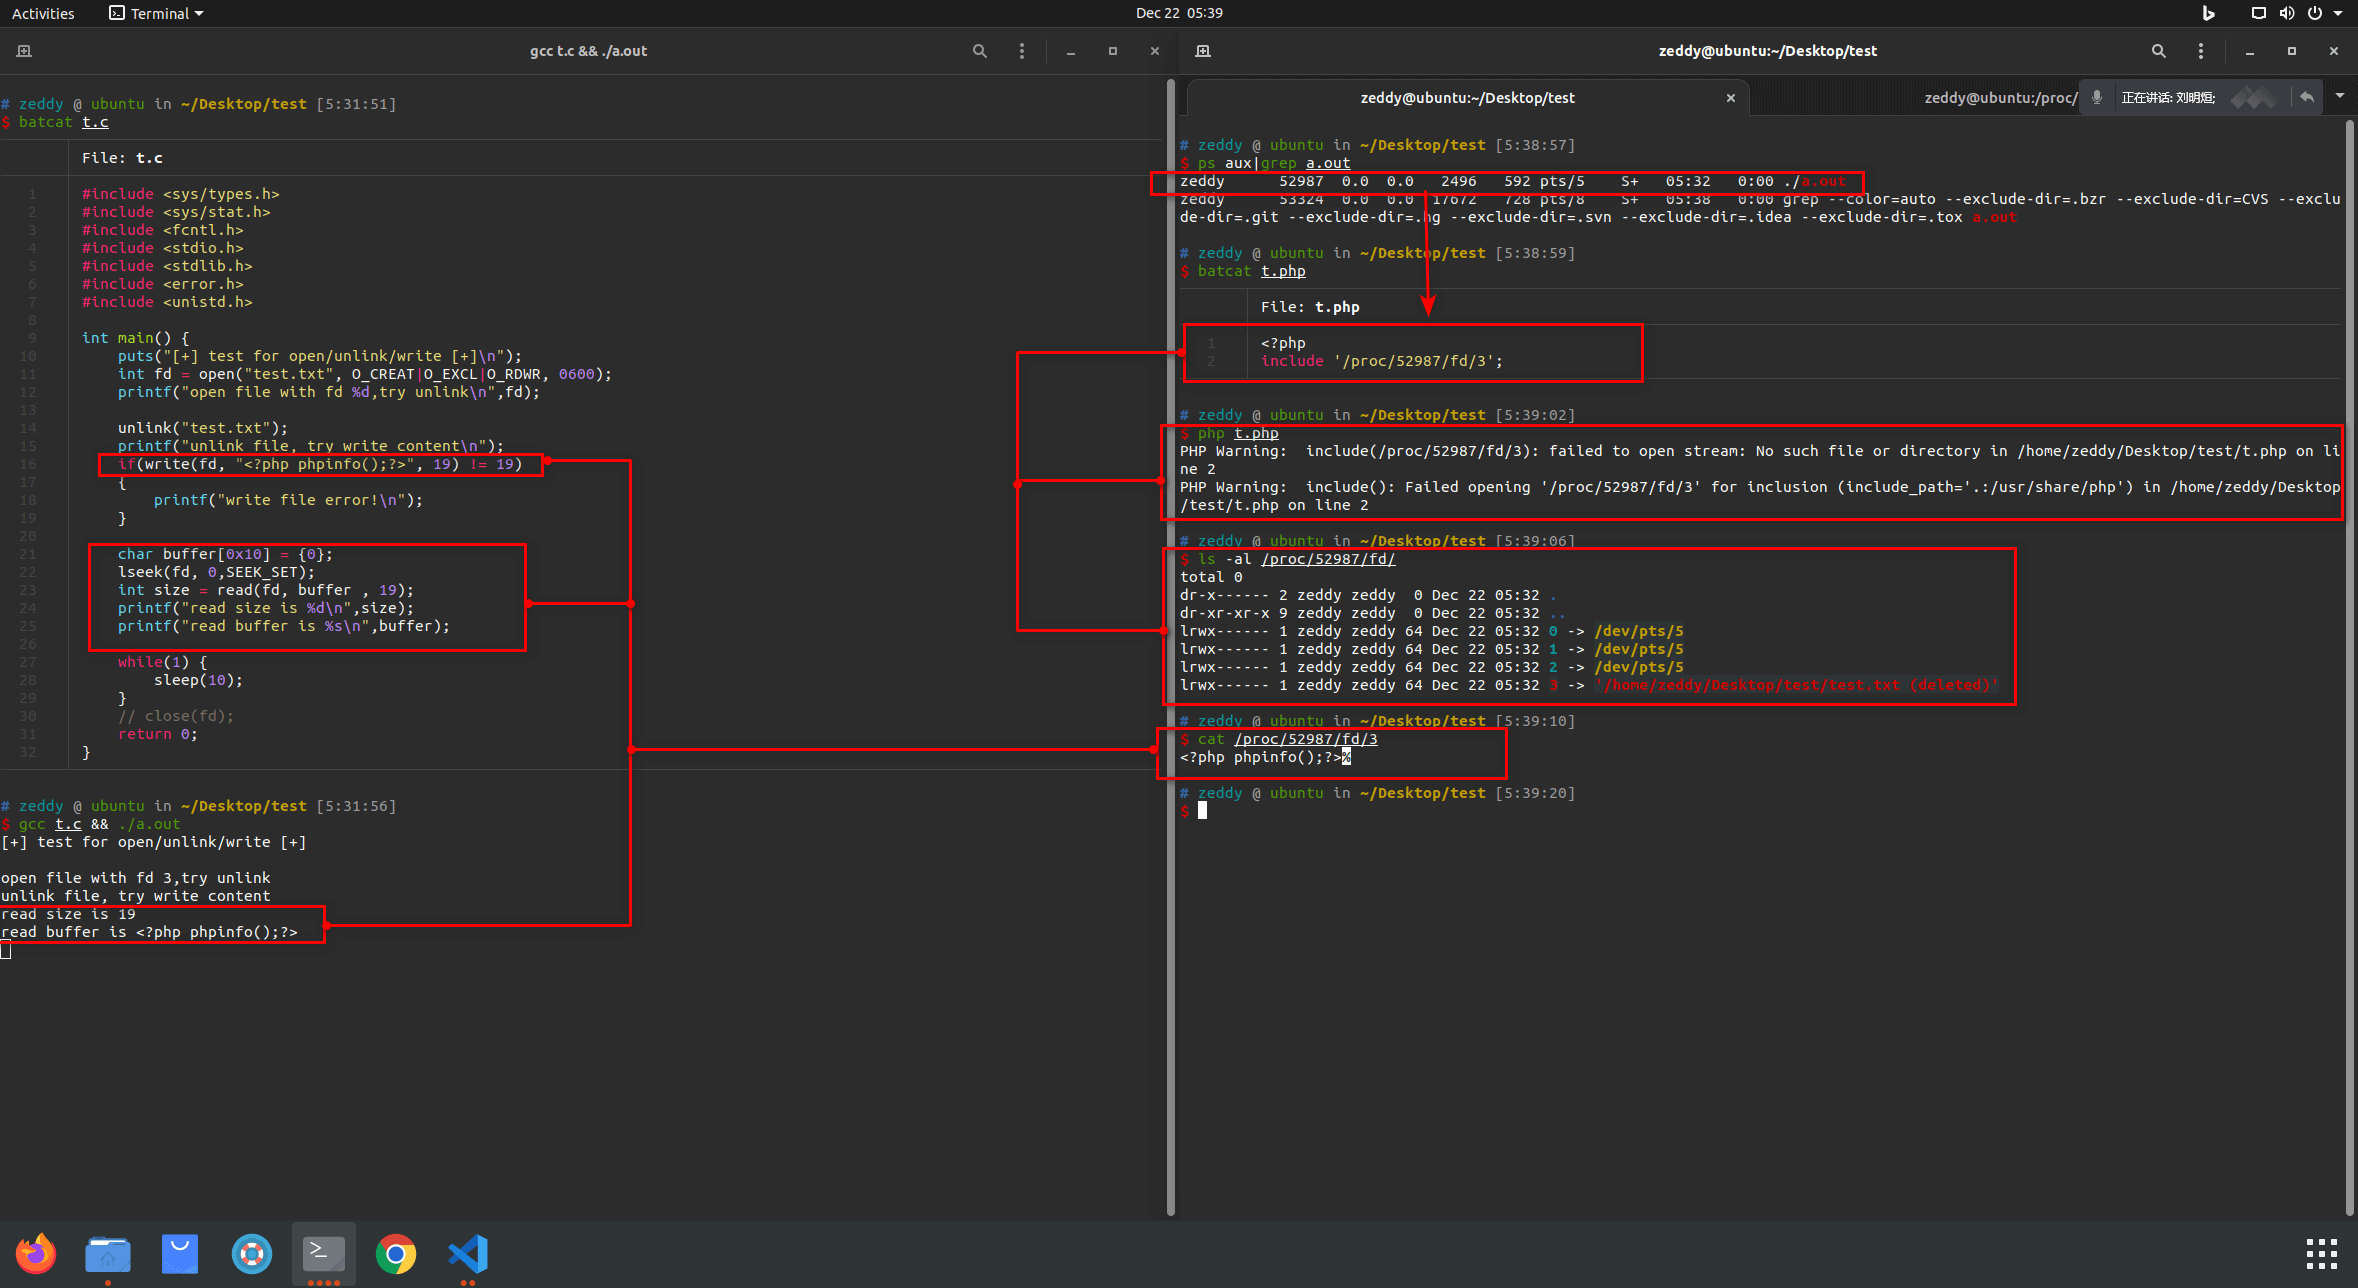 Activities
Terminal
Dec 22 05:39
gcc t.c && ./a.out
# zeddy @ ubuntu in ~/Desktop/test [5:31:51]
$ batcat t.c
File: t.c
1 #include <sys/types.h>
2 #include <sys/stat.h>
3 #include <fcntl.h>
4 #include <stdio.h>
5 #include <stdlib.h>
6 #include <error.h>
7 #include <unistd.h>
8
9 int main() {
10 puts("[+] test for open/unlink/write [+]\n");
11 int fd = open("test.txt", O_CREAT|O_EXCL|O_RDWR, 0600);
12 printf("open file with fd %d,try unlink\n",fd);
13
14 unlink("test.txt");
15 printf("unlink file, try write content\n");
16 if(write(fd, "<?php phpinfo();?>", 19) != 19)
17 {
18 printf("write file error!\n");
19 }
20
21 char buffer[0x10] = {0};
22 lseek(fd, 0,SEEK_SET);
23 int size = read(fd, buffer , 19);
24 printf("read size is %d\n",size);
25 printf("read buffer is %s\n",buffer);
26
27 while(1) {
28 sleep(10);
29 }
30 // close(fd);
31 return 0;
32 }
# zeddy @ ubuntu in ~/Desktop/test [5:31:56]
$ gcc t.c && ./a.out
[+] test for open/unlink/write [+]
open file with fd 3,try unlink
unlink file, try write content
read size is 19
read buffer is <?php phpinfo();?>
zeddy@ubuntu:~/Desktop/test
zeddy@ubuntu:~/Desktop/test
zeddy@ubuntu:/proc/
正在讲话: 刘明烜;
# zeddy @ ubuntu in ~/Desktop/test [5:38:57]
$ ps aux|grep a.out
zeddy 52987 0.0 0.0 2496 592 pts/5 S+ 05:32 0:00 ./a.out
zeddy 53324 0.0 0.0 17672 728 pts/8 S+ 05:38 0:00 grep --color=auto --exclude-dir=.bzr --exclude-dir=CVS --exclu
de-dir=.git --exclude-dir=.hg --exclude-dir=.svn --exclude-dir=.idea --exclude-dir=.tox a.out
# zeddy @ ubuntu in ~/Desktop/test [5:38:59]
$ batcat t.php
File: t.php
1 <?php
2 include '/proc/52987/fd/3';
# zeddy @ ubuntu in ~/Desktop/test [5:39:02]
$ php t.php
PHP Warning: include(/proc/52987/fd/3): failed to open stream: No such file or directory in /home/zeddy/Desktop/test/t.php on li
ne 2
PHP Warning: include(): Failed opening '/proc/52987/fd/3' for inclusion (include_path='.:/usr/share/php') in /home/zeddy/Desktop
/test/t.php on line 2
# zeddy @ ubuntu in ~/Desktop/test [5:39:06]
$ ls -al /proc/52987/fd/
total 0
dr-x------ 2 zeddy zeddy 0 Dec 22 05:32 .
dr-xr-xr-x 9 zeddy zeddy 0 Dec 22 05:32 ..
lrwx------ 1 zeddy zeddy 64 Dec 22 05:32 0 -> /dev/pts/5
lrwx------ 1 zeddy zeddy 64 Dec 22 05:32 1 -> /dev/pts/5
lrwx------ 1 zeddy zeddy 64 Dec 22 05:32 2 -> /dev/pts/5
lrwx------ 1 zeddy zeddy 64 Dec 22 05:32 3 -> '/home/zeddy/Desktop/test/test.txt (deleted)'
# zeddy @ ubuntu in ~/Desktop/test [5:39:10]
$ cat /proc/52987/fd/3
<?php phpinfo();?>%
# zeddy @ ubuntu in ~/Desktop/test [5:39:20]
$